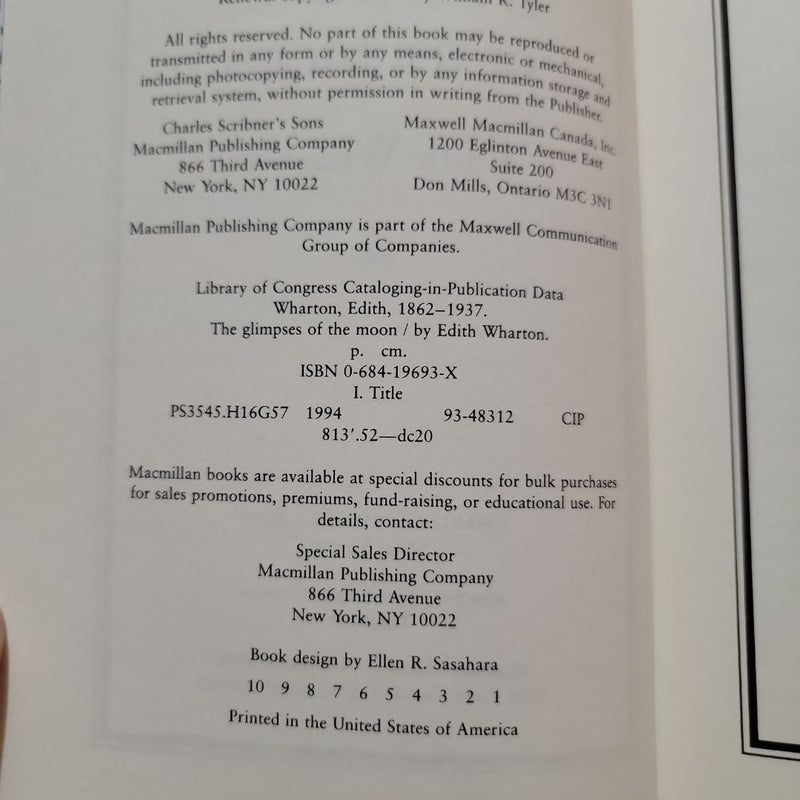 Renewal copyright William R. Tyler
All rights reserved. No part of this book may be reproduced or
transmitted in any form or by any means, electronic or mechanical,
including photocopying, recording, or by any information storage and
retrieval system, without permission in writing from the Publisher.
Charles Scribner's Sons
Macmillan Publishing Company
866 Third Avenue
New York, NY 10022
Maxwell Macmillan Canada, Inc.
1200 Eglinton Avenue East
Suite 200
Don Mills, Ontario M3C 3N1
Macmillan Publishing Company is part of the Maxwell Communication
Group of Companies.
Library of Congress Cataloging-in-Publication Data
Wharton, Edith, 1862–1937.
The glimpses of the moon / by Edith Wharton.
p. cm.
ISBN 0-684-19693-X
I. Title
PS3545.H16G57 1994 93-48312 CIP
813′.52—dc20
Macmillan books are available at special discounts for bulk purchases
for sales promotions, premiums, fund-raising, or educational use. For
details, contact:
Special Sales Director
Macmillan Publishing Company
866 Third Avenue
New York, NY 10022
Book design by Ellen R. Sasahara
10 9 8 7 6 5 4 3 2 1
Printed in the United States of America